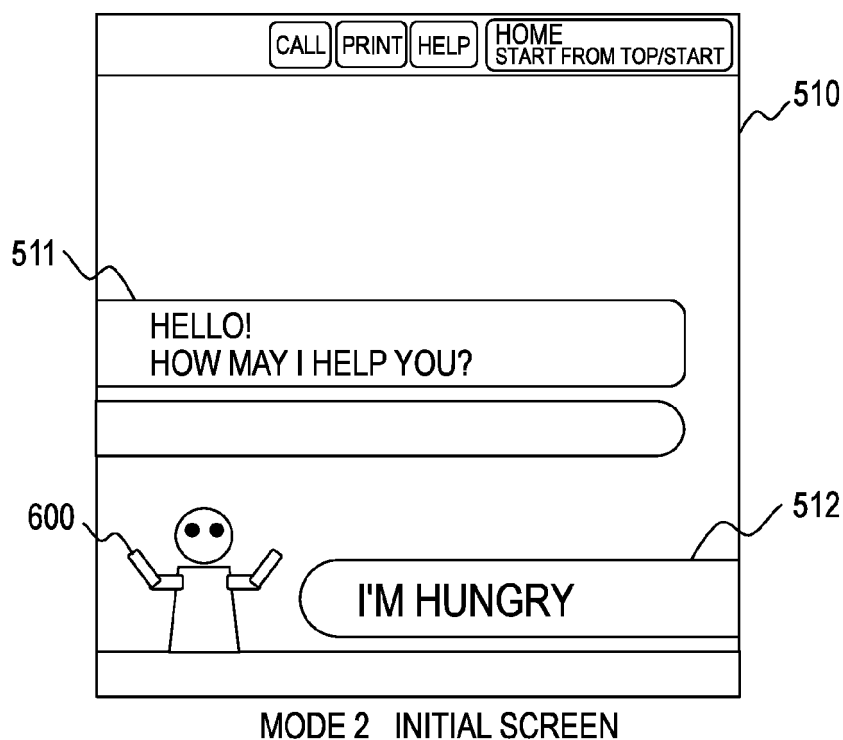 CALL PRINT HELP HOME
START FROM TOP/START
510
511
HELLO!
HOW MAY I HELP YOU?
600
512
I'M HUNGRY
MODE 2 INITIAL SCREEN